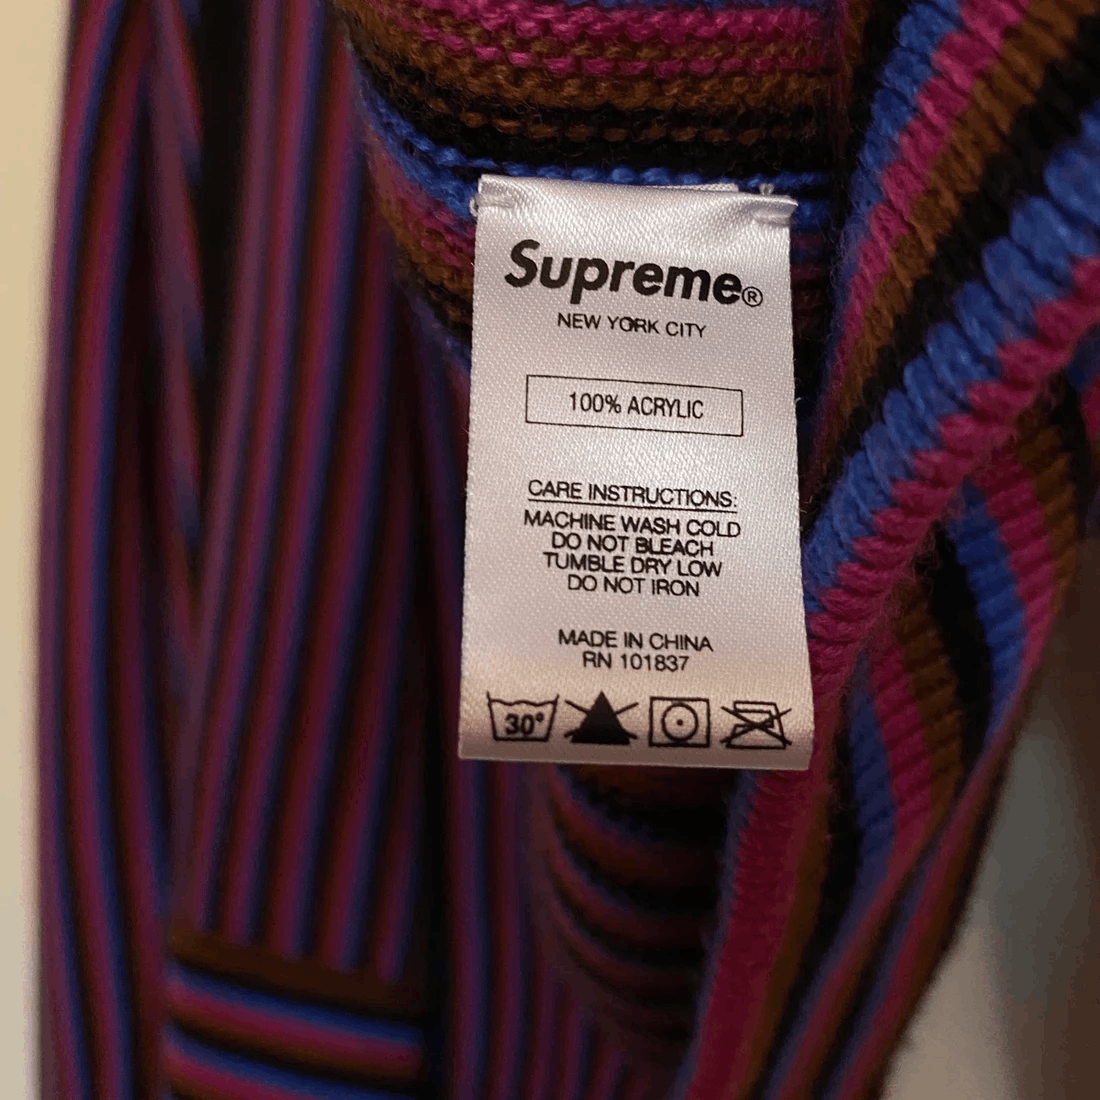 Supreme®
NEW YORK CITY
100% ACRYLIC
CARE INSTRUCTIONS:
MACHINE WASH COLD
DO NOT BLEACH
TUMBLE DRY LOW
DO NOT IRON
MADE IN CHINA
RN 101837
30°